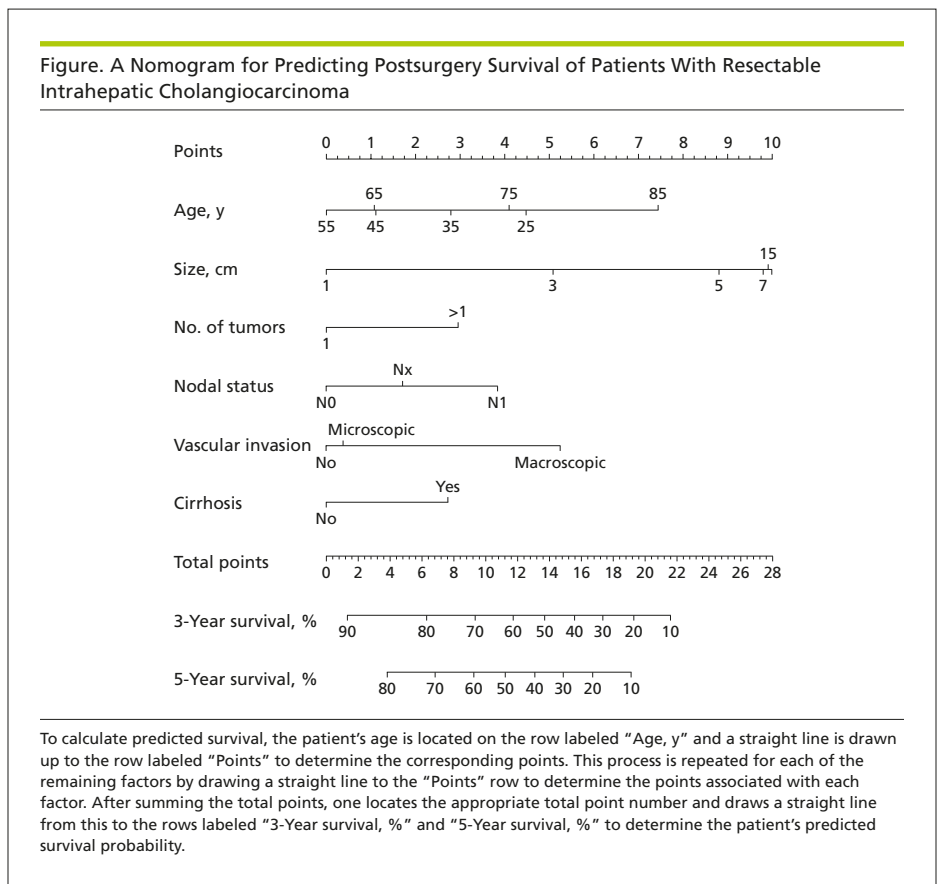 Figure. A Nomogram for Predicting Postsurgery Survival of Patients With Resectable
Intrahepatic Cholangiocarcinoma
Points 0 1 2 3 4 5 6 7 8 9 10
65 75 85
Age, y
55 45 35 25
15
Size, cm
1 3 5 7
>1
No. of tumors
1
Nx
Nodal status
N0 N1
Microscopic
Vascular invasion
No Macroscopic
Yes
Cirrhosis
No
Total points
0 2 4 6 8 10 12 14 16 18 20 22 24 26 28
3-Year survival, %
90 80 70 60 50 40 30 20 10
5-Year survival, %
80 70 60 50 40 30 20 10
To calculate predicted survival, the patient’s age is located on the row labeled “Age, y” and a straight line is drawn
up to the row labeled “Points” to determine the corresponding points. This process is repeated for each of the
remaining factors by drawing a straight line to the “Points” row to determine the points associated with each
factor. After summing the total points, one locates the appropriate total point number and draws a straight line
from this to the rows labeled “3-Year survival, %” and “5-Year survival, %” to determine the patient’s predicted
survival probability.